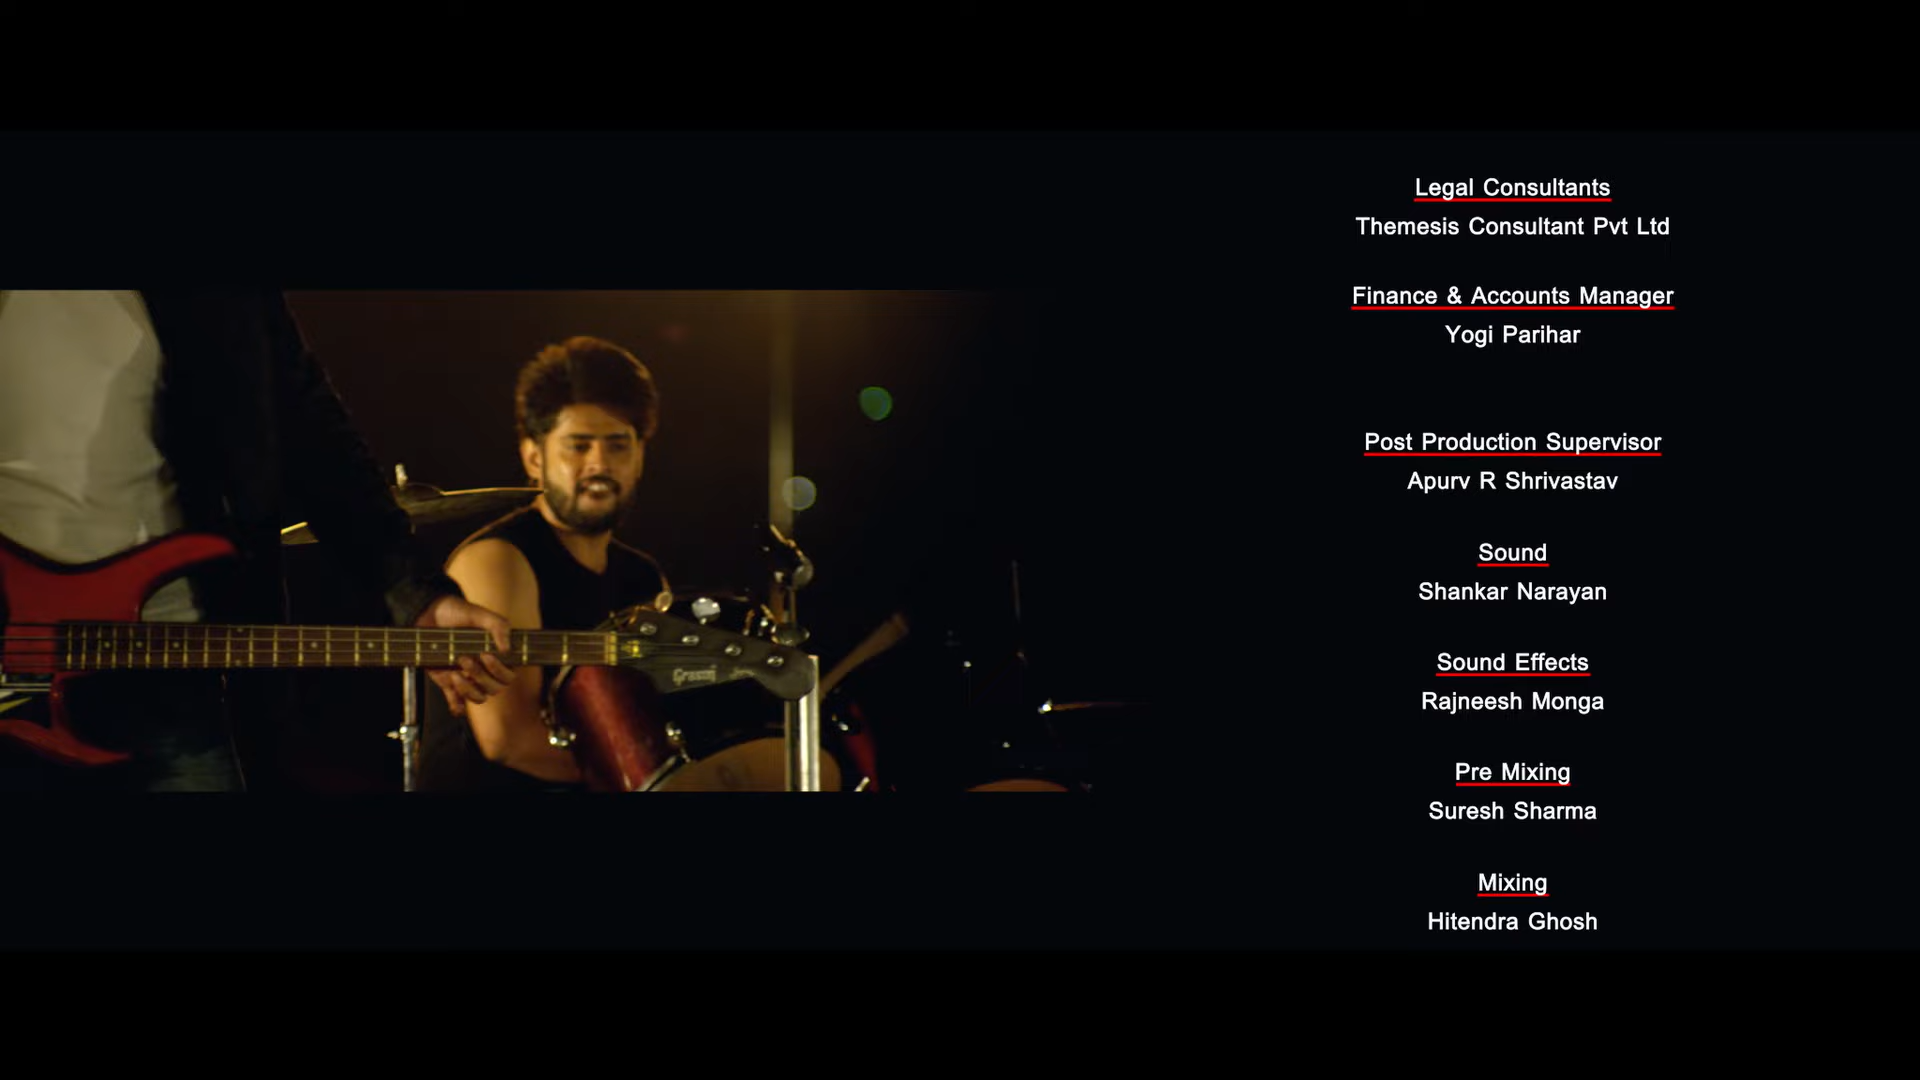 Legal Consultants
Themesis Consultant Pvt Ltd
Finance & Accounts Manager
Yogi Parihar
Post Production Supervisor
Apurv R Shrivastav
Sound
Shankar Narayan
Sound Effects
Rajneesh Monga
Pre Mixing
Suresh Sharma
Mixing
Hitendra Ghosh